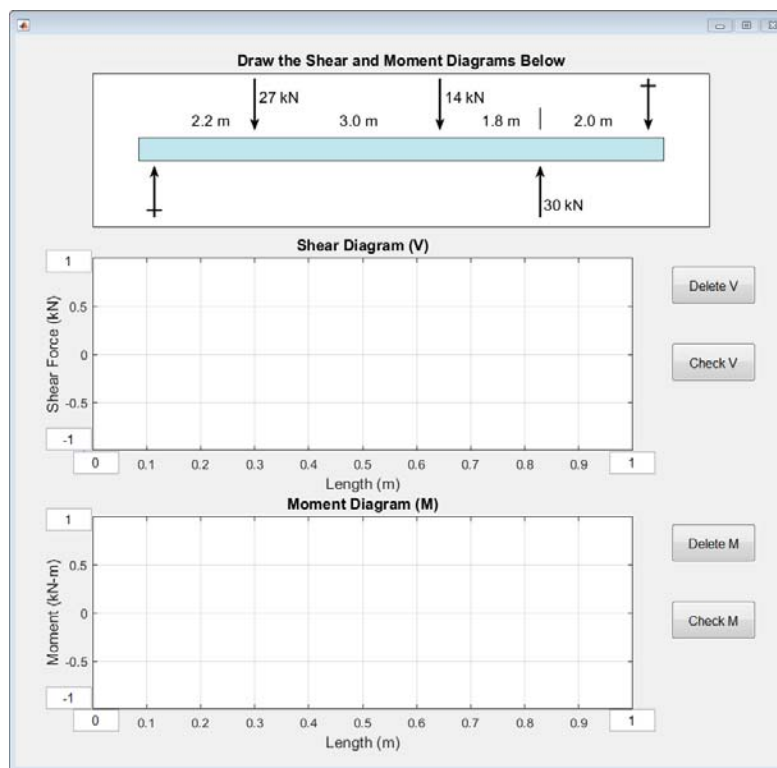 Draw the Shear and Moment Diagrams Below
27 kN
14 kN
2.2 m 3.0 m 1.8 m 2.0 m
30 kN
Shear Diagram (V)
1
0.5
0
-0.5
-1
Shear Force (kN)
0 0.1 0.2 0.3 0.4 0.5 0.6 0.7 0.8 0.9 1
Length (m)
Delete V
Check V
Moment Diagram (M)
1
0.5
0
-0.5
-1
Moment (kN-m)
0 0.1 0.2 0.3 0.4 0.5 0.6 0.7 0.8 0.9 1
Length (m)
Delete M
Check M